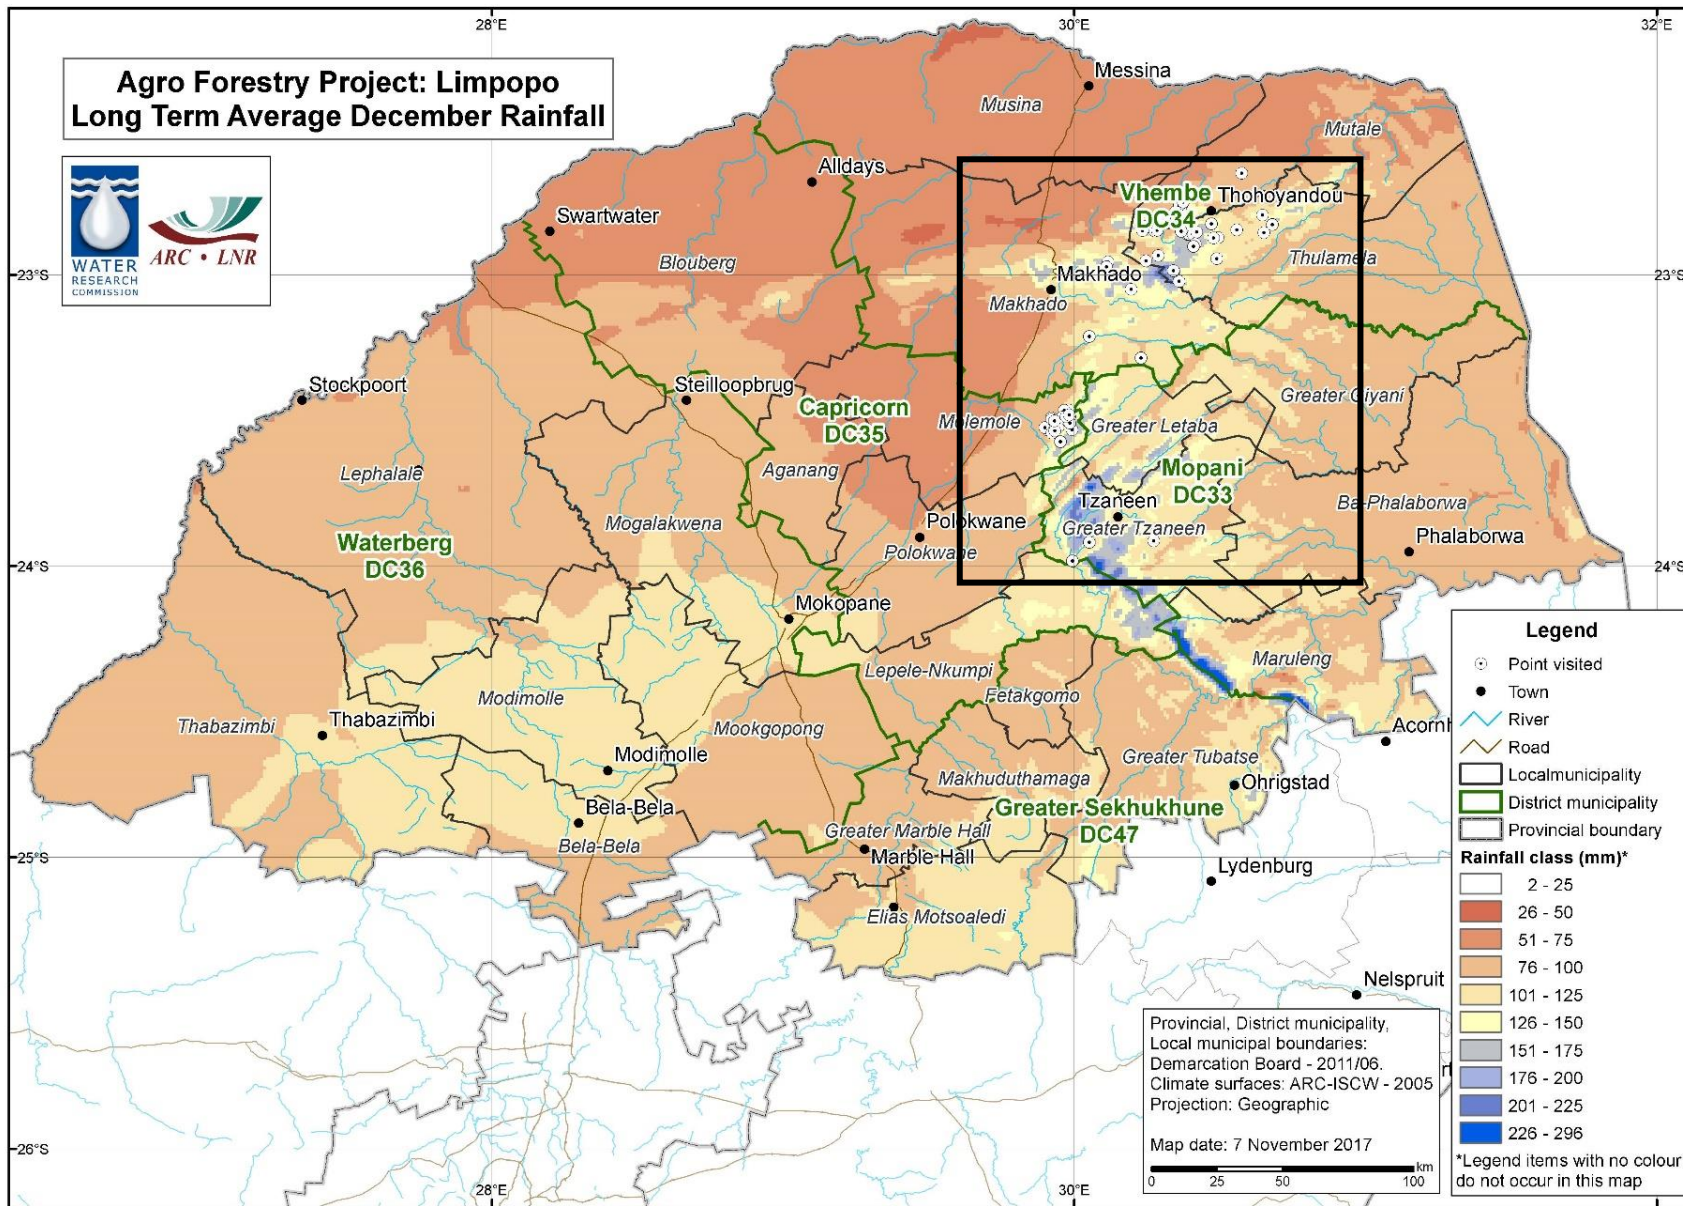 28°E
30°E
32°E
Agro Forestry Project: Limpopo
Long Term Average December Rainfall
WATER
RESEARCH
COMMISSION
ARC • LNR
Messina
Musina
Mutale
Alldays
Vhembe
DC34
Thohoyandou
Swartwater
Blouberg
Thulamela
23°S
23°S
Makhado
Makhado
Stockpoort
Steilloopbrug
Capricorn
DC35
Molemole
Greater Giyani
Greater Letaba
Lephalale
Aganang
Mopani
DC33
Mogalakwena
Tzaneen
Greater Tzaneen
Ba-Phalaborwa
Waterberg
DC36
Polokwane
Polokwane
Phalaborwa
24°S
24°S
Mokopane
Lepele-Nkumpi
Maruleng
Fetakgomo
Modimolle
Thabazimbi
Thabazimbi
Mookgopong
Acornh
Modimolle
Greater Tubatse
Makhuduthamaga
Ohrigstad
Bela-Bela
Bela-Bela
Greater Sekhukhune
DC47
Greater Marble Hall
Marble Hall
25°S
Lydenburg
Elias Motsoaledi
Nelspruit
26°S
28°E
30°E
Legend
Point visited
Town
River
Road
Localmunicipality
District municipality
Provincial boundary
Rainfall class (mm)*
2 - 25
26 - 50
51 - 75
76 - 100
101 - 125
126 - 150
151 - 175
176 - 200
201 - 225
226 - 296
*Legend items with no colour
do not occur in this map
Provincial, District municipality,
Local municipal boundaries:
Demarcation Board - 2011/06.
Climate surfaces: ARC-ISCW - 2005
Projection: Geographic
Map date: 7 November 2017
km
0 25 50 100